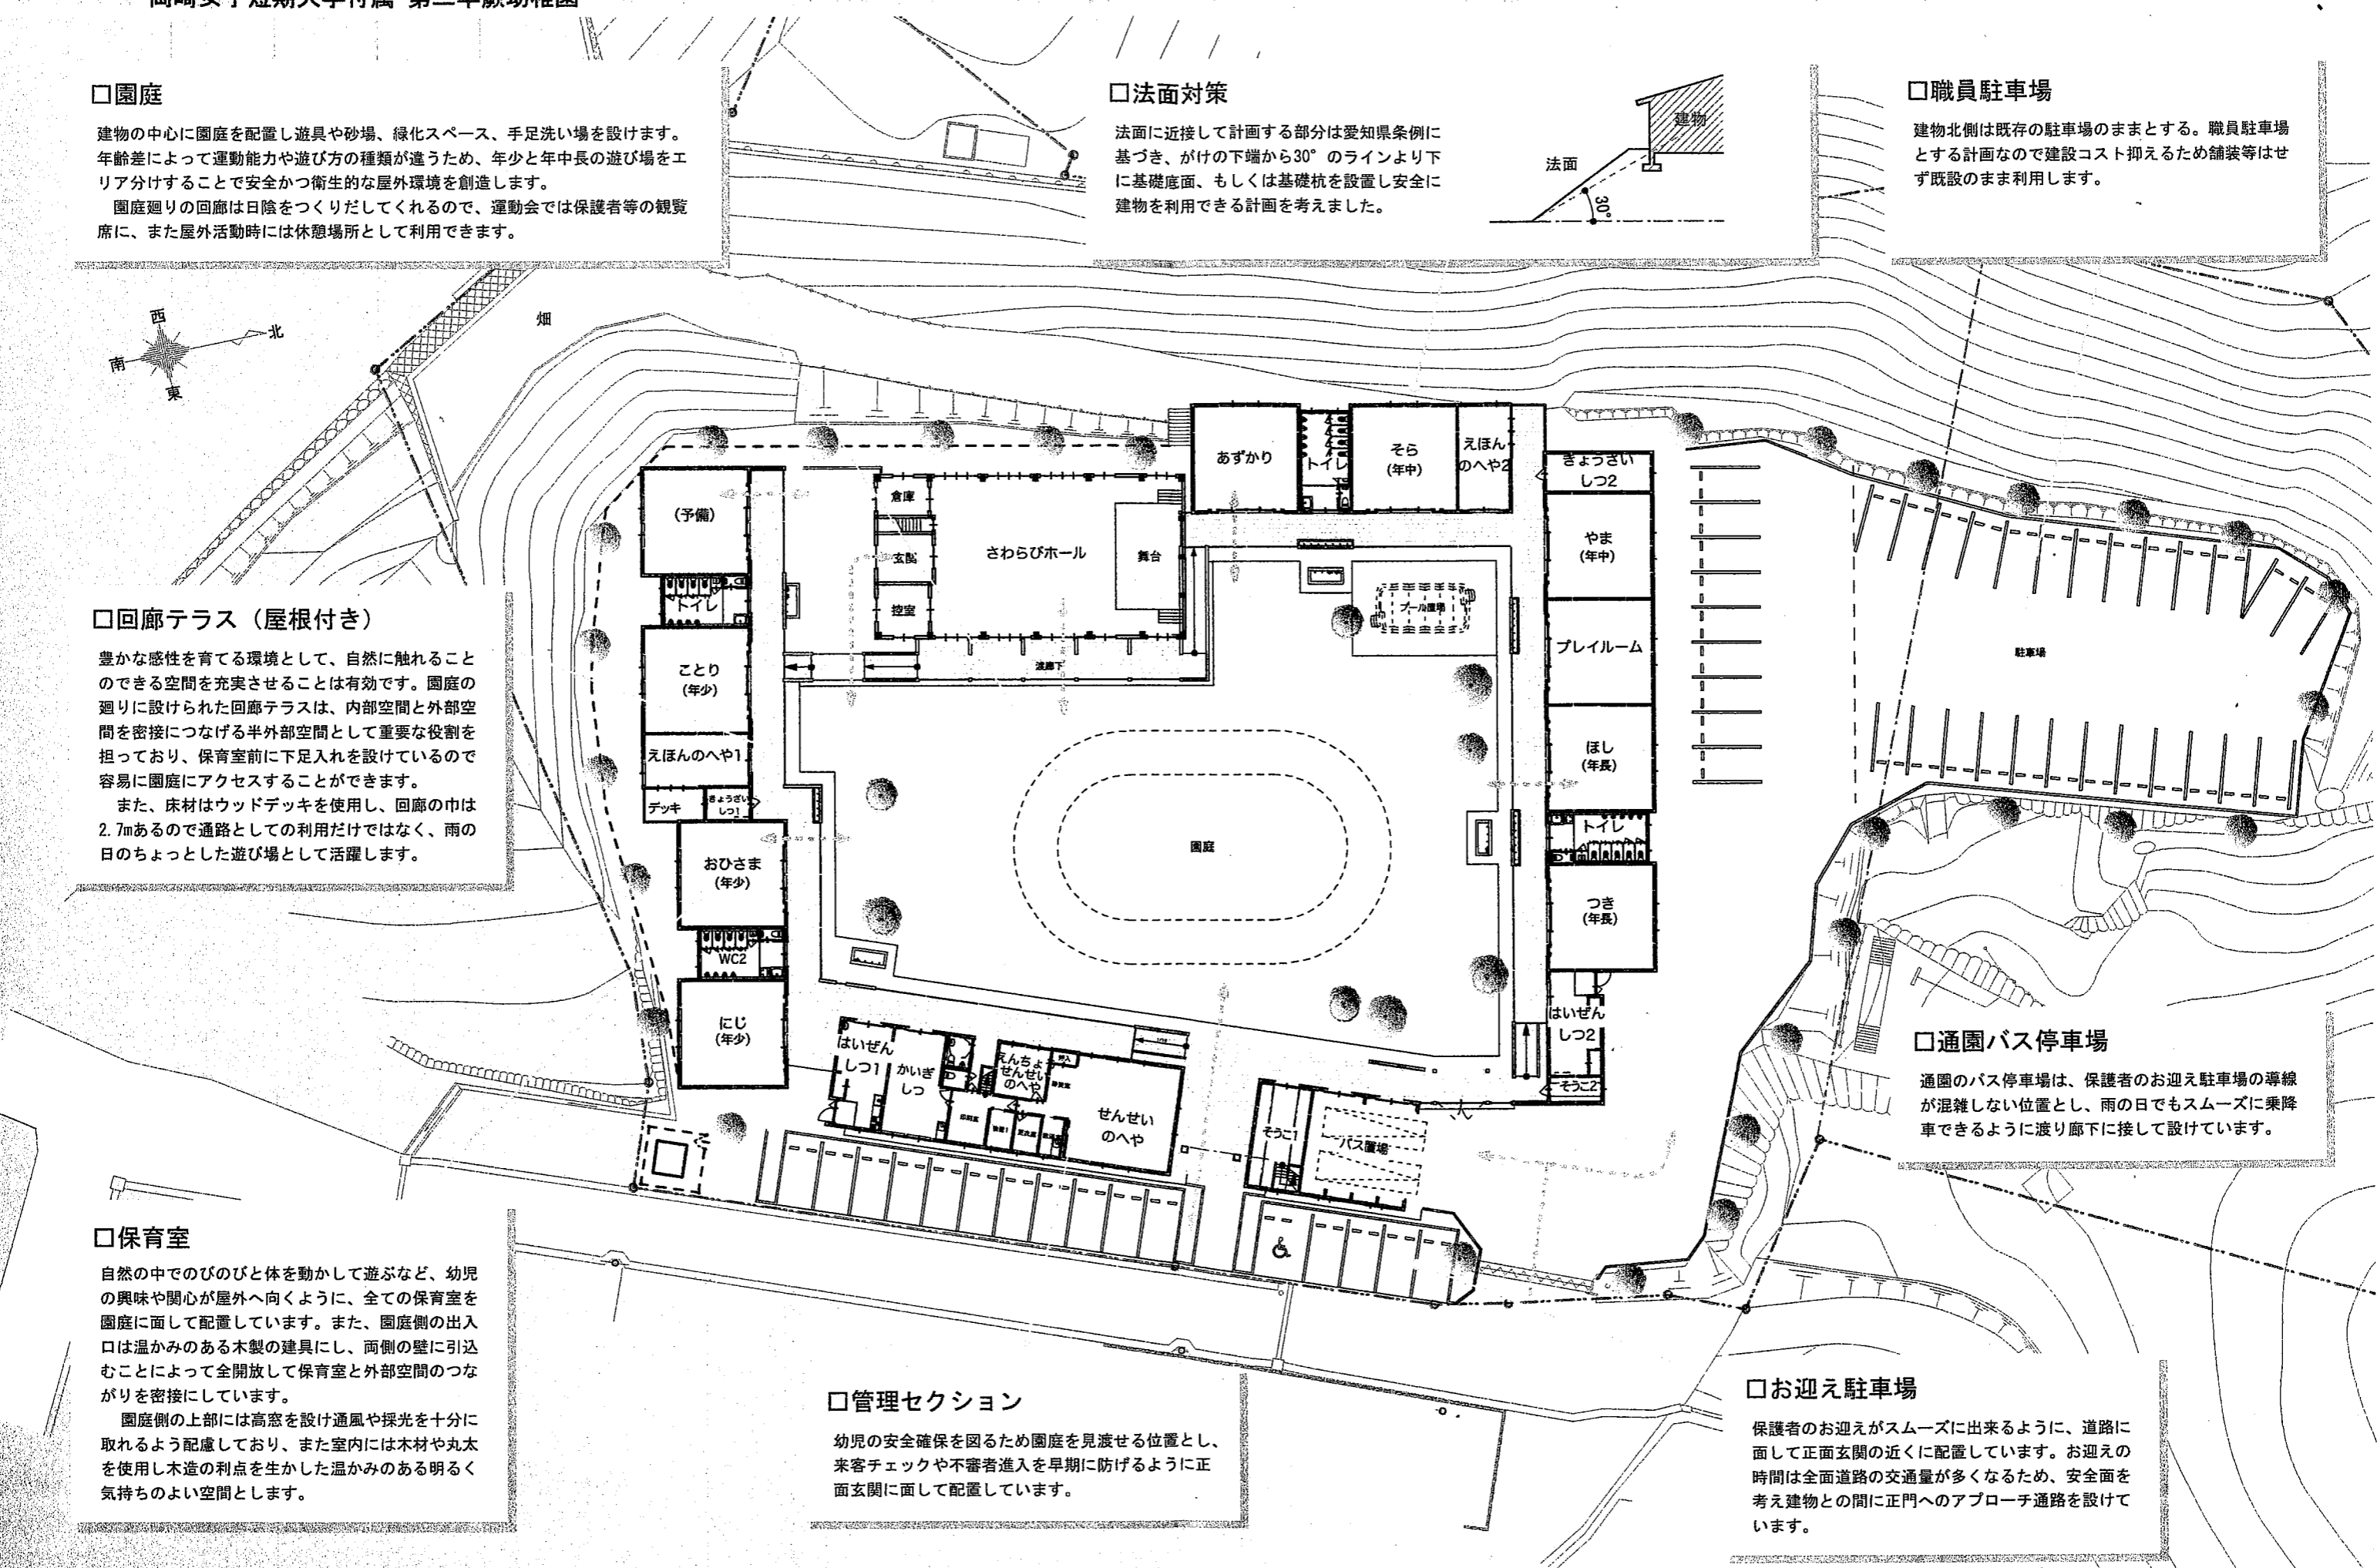 □園庭
建物の中心に園庭を配置し遊具や砂場、緑化スペース、手足洗い場を設けます。
年齢差によって運動能力や遊び方の種類が違うため、年少と年中長の遊び場をエ
リア分けすることで安全かつ衛生的な屋外環境を創造します。
園庭廻りの回廊は日陰をつくりだしてくれるので、運動会では保護者等の観覧
席に、また屋外活動時には休憩場所として利用できます。
□法面対策
法面に近接して計画する部分は愛知県条例に
基づき、がけの下端から30°のラインより下
に基礎底面、もしくは基礎杭を設置し安全に
建物を利用できる計画を考えました。
建物
法面
30°
□職員駐車場
建物北側は既存の駐車場のままとする。職員駐車場
とする計画なので建設コスト抑えるため舗装等はせ
ず既設のまま利用します。
西
北
南
東
畑
あずかり
トイレ
そら
(年中)
えほん
のへや2
きょうざい
しつ2
(予備)
倉庫
玄関
控室
さわらびホール
舞台
やま
(年中)
トイレ
プール置場
プレイルーム
駐車場
渡廊下
ことり
(年少)
えほんのへや1
デッキ
きょうざい
しつ1
ほし
(年長)
トイレ
園庭
おひさま
(年少)
つき
(年長)
WC2
にじ
(年少)
はいぜん
しつ1
かいぎ
しつ
えんちょ
せんせい
のへや
せんせい
のへや
はいぜん
しつ2
そうこ2
そうこ1
バス置場
□回廊テラス（屋根付き）
豊かな感性を育てる環境として、自然に触れること
のできる空間を充実させることは有効です。園庭の
廻りに設けられた回廊テラスは、内部空間と外部空
間を密接につなげる半外部空間として重要な役割を
担っており、保育室前に下足入れを設けているので
容易に園庭にアクセスすることができます。
また、床材はウッドデッキを使用し、回廊の巾は
2.7mあるので通路としての利用だけではなく、雨の
日のちょっとした遊び場として活躍します。
□通園バス停車場
通園のバス停車場は、保護者のお迎え駐車場の導線
が混雑しない位置とし、雨の日でもスムーズに乗降
車できるように渡り廊下に接して設けています。
□保育室
自然の中でのびのびと体を動かして遊ぶなど、幼児
の興味や関心が屋外へ向くように、全ての保育室を
園庭に面して配置しています。また、園庭側の出入
口は温かみのある木製の建具にし、両側の壁に引込
むことによって全開放して保育室と外部空間のつな
がりを密接にしています。
園庭側の上部には高窓を設け通風や採光を十分に
取れるよう配慮しており、また室内には木材や丸太
を使用し木造の利点を生かした温かみのある明るく
気持ちのよい空間とします。
□管理セクション
幼児の安全確保を図るため園庭を見渡せる位置とし、
来客チェックや不審者進入を早期に防げるように正
面玄関に面して配置しています。
□お迎え駐車場
保護者のお迎えがスムーズに出来るように、道路に
面して正面玄関の近くに配置しています。お迎えの
時間は全面道路の交通量が多くなるため、安全面を
考え建物との間に正門へのアプローチ通路を設けて
います。